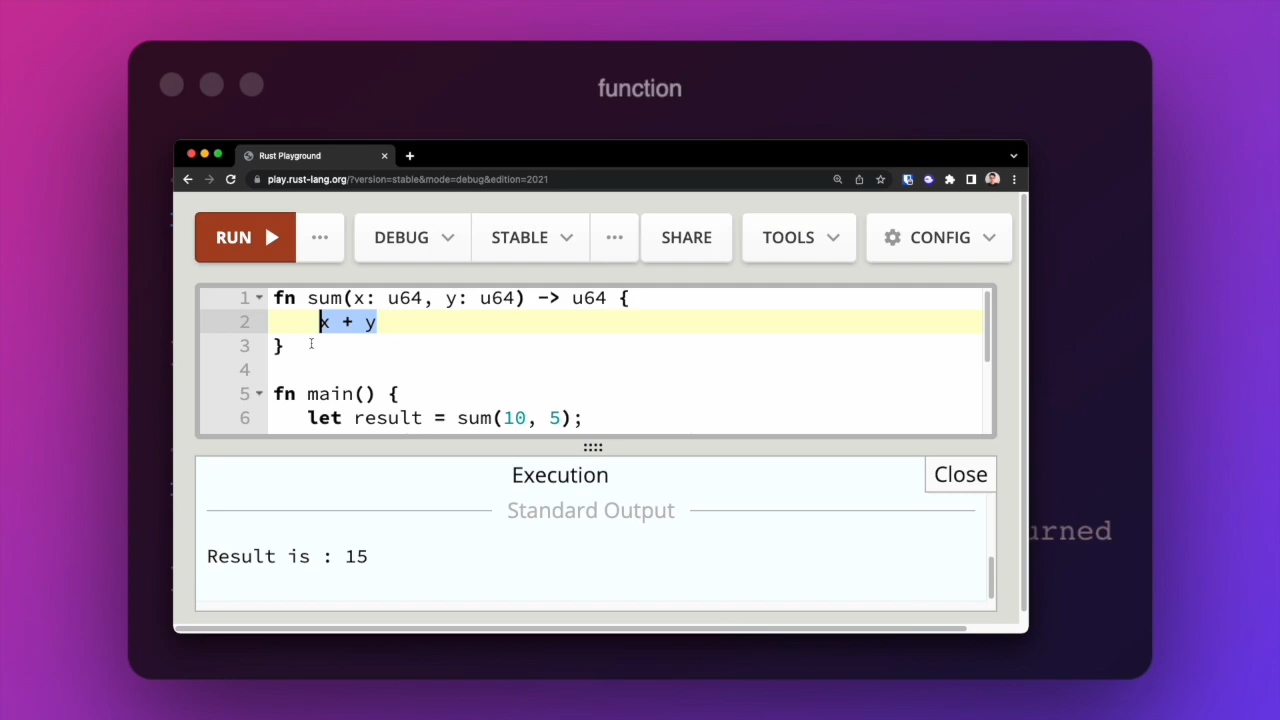 function
Rust Playground
play.rust-lang.org/?version=stable&mode=debug&edition=2021
RUN
DEBUG
STABLE
SHARE
TOOLS
CONFIG
1 fn sum(x: u64, y: u64) -> u64 {
2 x + y
3 }
4
5 fn main() {
6 let result = sum(10, 5);
Execution
Close
Standard Output
urned
Result is : 15